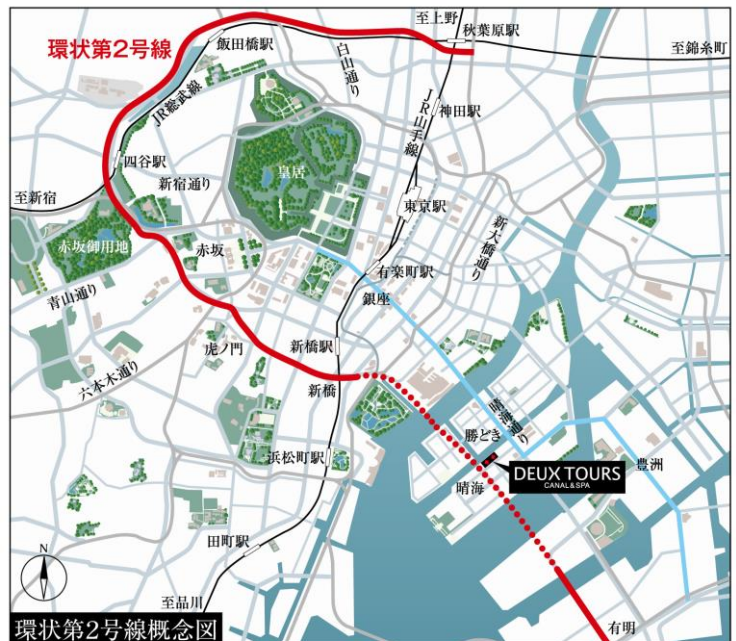 至上野
秋葉原駅
環状第2号線
飯田橋駅
白山通り
至錦糸町
JR総武線
JR山手線
神田駅
四谷駅
新宿通り
皇居
至新宿
東京駅
新大橋通り
赤坂御用地
赤坂
有楽町駅
青山通り
銀座
虎ノ門
新橋駅
六本木通り
新橋
晴海通り
勝どき
浜松町駅
豊洲
DEUX TOURS
CANAL&SPA
晴海
田町駅
N
至品川
有明
環状第2号線概念図